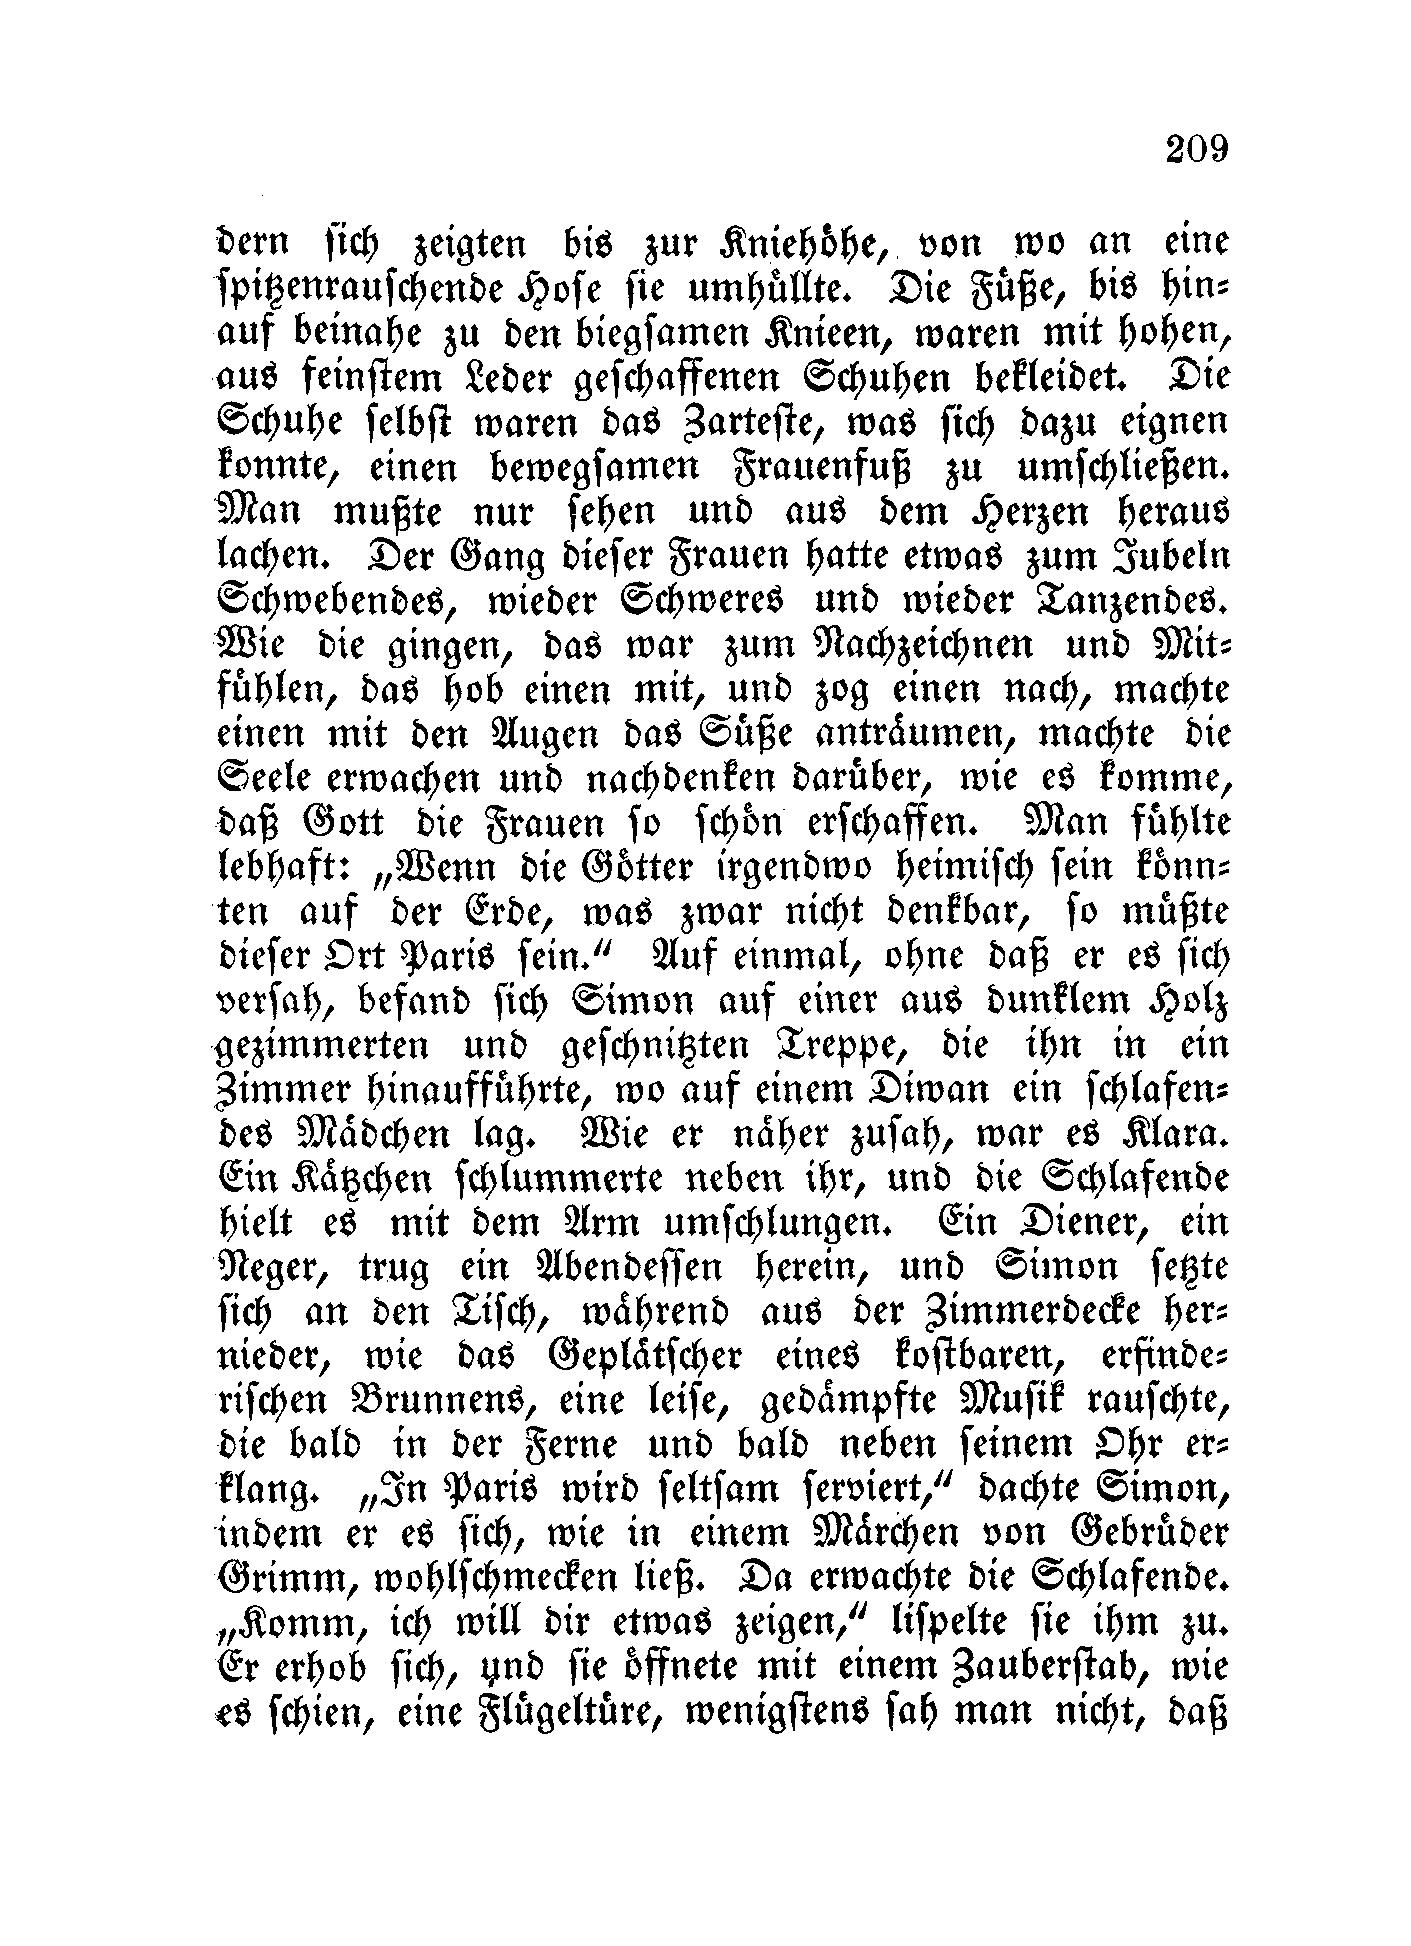 209
dern sich zeigten bis zur Kniehöhe, von wo an eine
spitzenrauschende Hose sie umhüllte. Die Füße, bis hin-
auf beinahe zu den biegsamen Knieen, waren mit hohen,
aus feinstem Leder geschaffenen Schuhen bekleidet. Die
Schuhe selbst waren das Zarteste, was sich dazu eignen
konnte, einen bewegsamen Frauenfuß zu umschließen.
Man mußte nur sehen und aus dem Herzen heraus
lachen. Der Gang dieser Frauen hatte etwas zum Jubeln
Schwebendes, wieder Schweres und wieder Tanzendes.
Wie die gingen, das war zum Nachzeichnen und Mit-
fühlen, das hob einen mit, und zog einen nach, machte
einen mit den Augen das Süße anträumen, machte die
Seele erwachen und nachdenken darüber, wie es komme,
daß Gott die Frauen so schön erschaffen. Man fühlte
lebhaft: „Wenn die Götter irgendwo heimisch sein könn-
ten auf der Erde, was zwar nicht denkbar, so müßte
dieser Ort Paris sein.“ Auf einmal, ohne daß er es sich
versah, befand sich Simon auf einer aus dunklem Holz
gezimmerten und geschnitzten Treppe, die ihn in ein
Zimmer hinaufführte, wo auf einem Diwan ein schlafen-
des Mädchen lag. Wie er näher zusah, war es Klara.
Ein Kätzchen schlummerte neben ihr, und die Schlafende
hielt es mit dem Arm umschlungen. Ein Diener, ein
Neger, trug ein Abendessen herein, und Simon setzte
sich an den Tisch, während aus der Zimmerdecke her-
nieder, wie das Geplätscher eines kostbaren, erfinde-
rischen Brunnens, eine leise, gedämpfte Musik rauschte,
die bald in der Ferne und bald neben seinem Ohr er-
klang. „In Paris wird seltsam serviert,“ dachte Simon,
indem er es sich, wie in einem Märchen von Gebrüder
Grimm, wohlschmecken ließ. Da erwachte die Schlafende.
„Komm, ich will dir etwas zeigen,“ lispelte sie ihm zu.
Er erhob sich, und sie öffnete mit einem Zauberstab, wie
es schien, eine Flügeltüre, wenigstens sah man nicht, daß